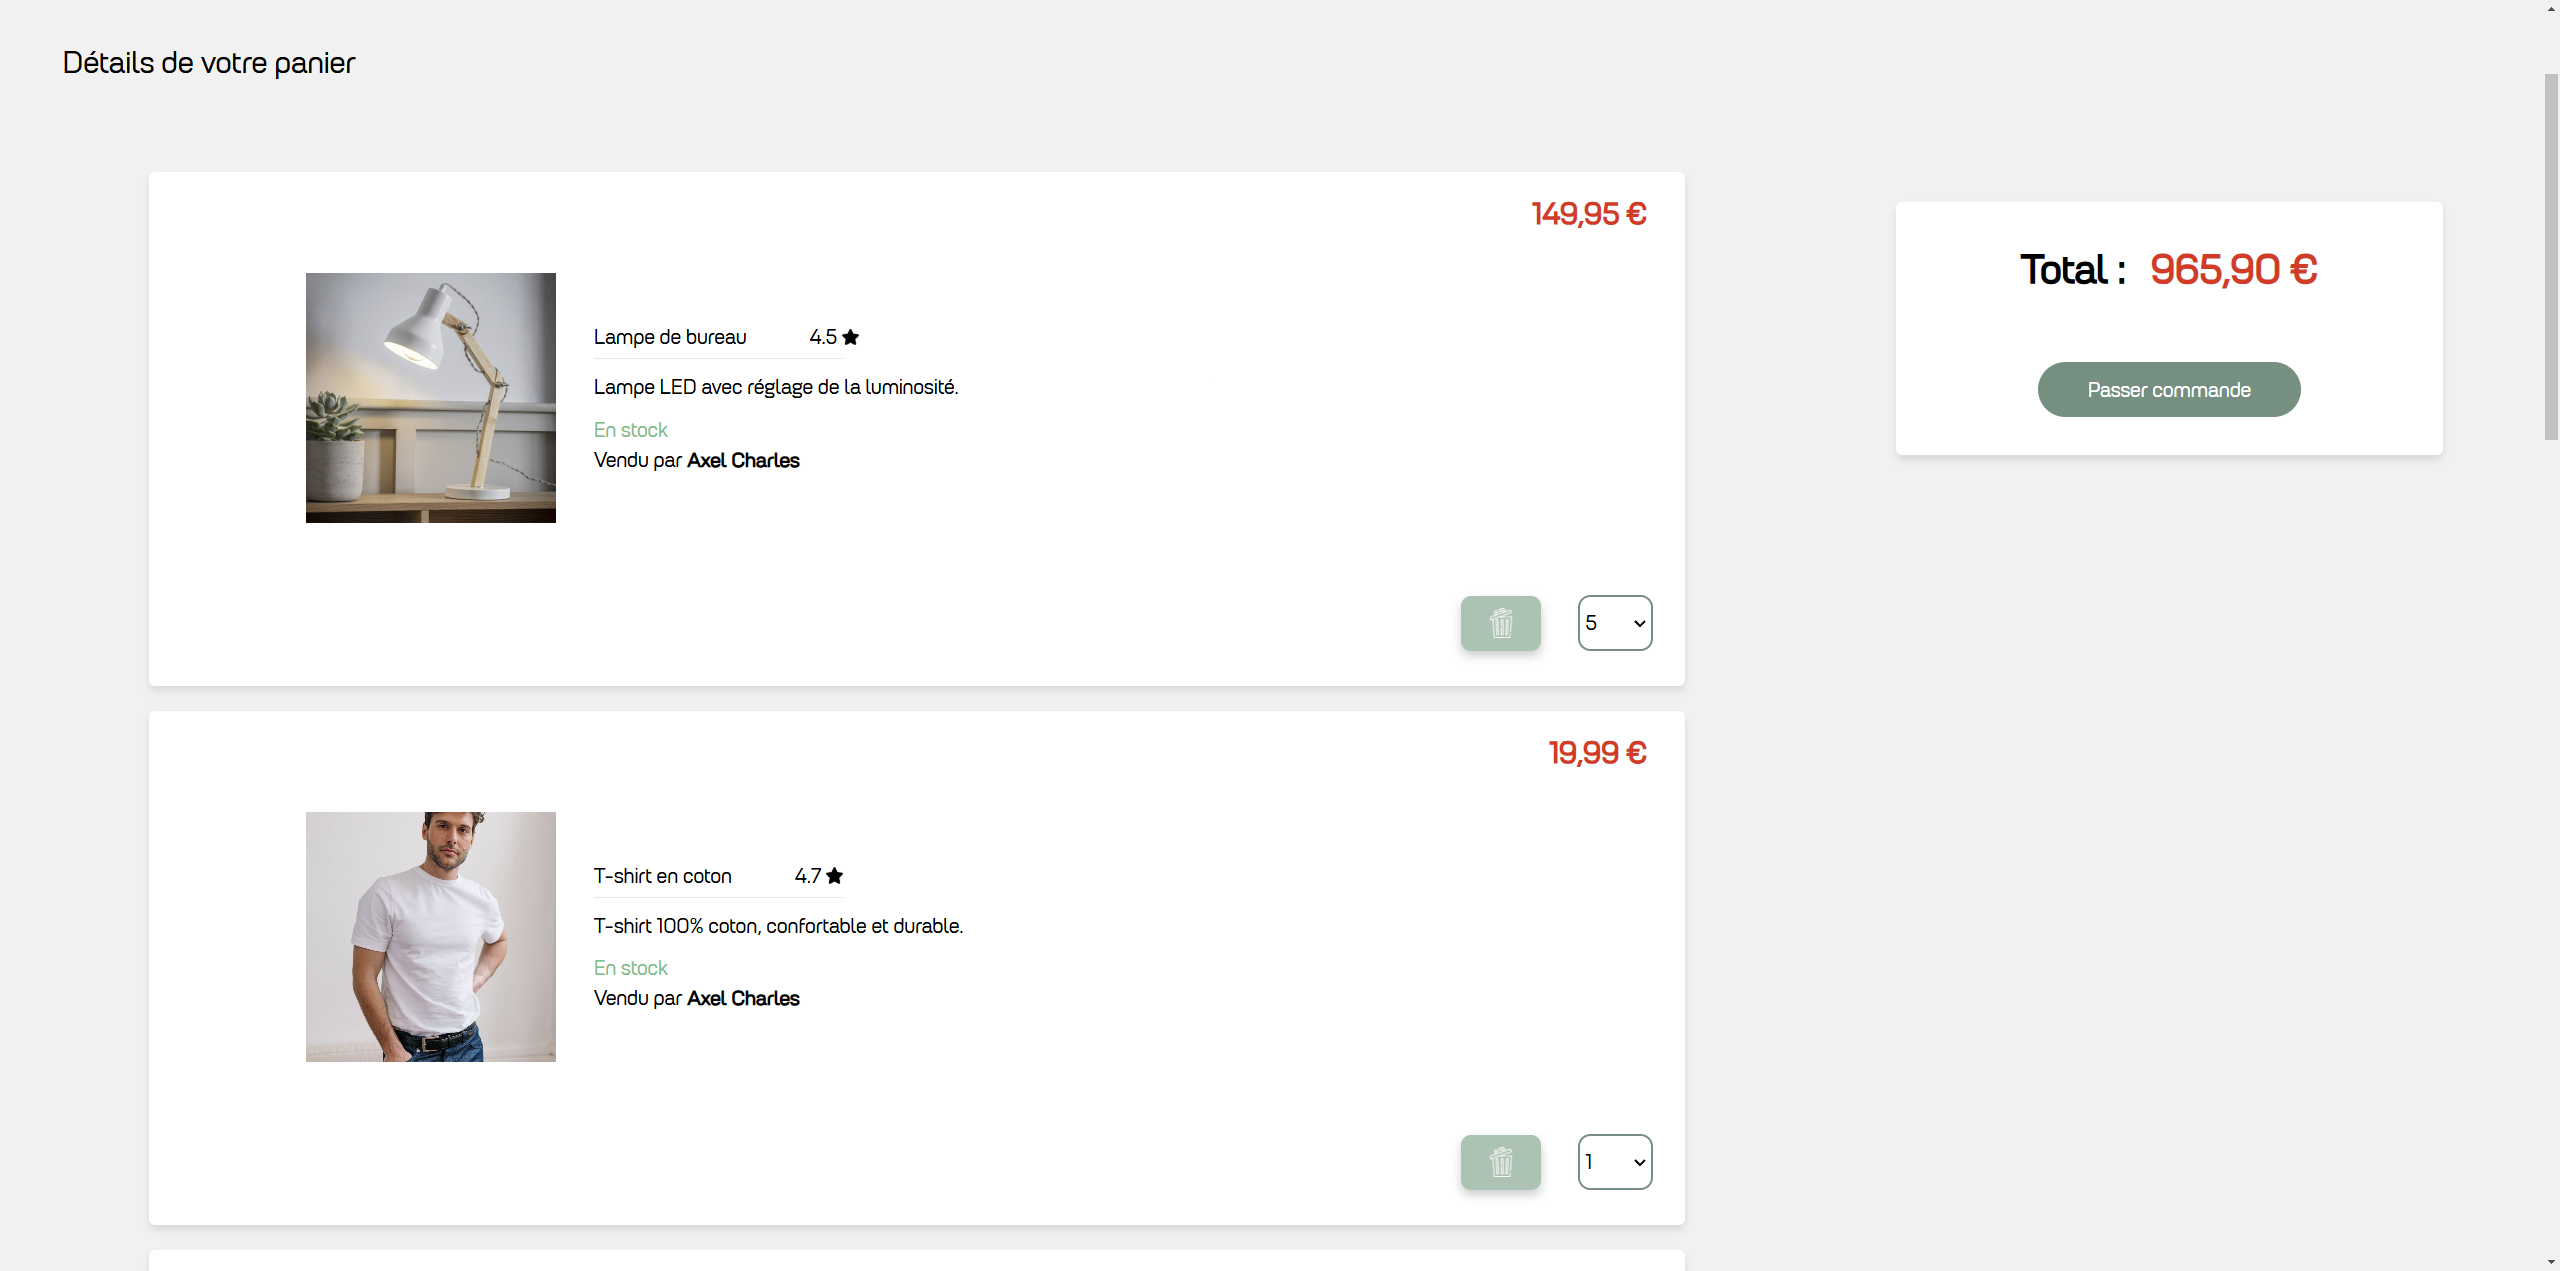 Détails de votre panier
149,95 €
Lampe de bureau 4.5
Lampe LED avec réglage de la luminosité.
En stock
Vendu par Axel Charles
5
Total : 965,90 €
Passer commande
19,99 €
T-shirt en coton 4.7
T-shirt 100% coton, confortable et durable.
En stock
Vendu par Axel Charles
1